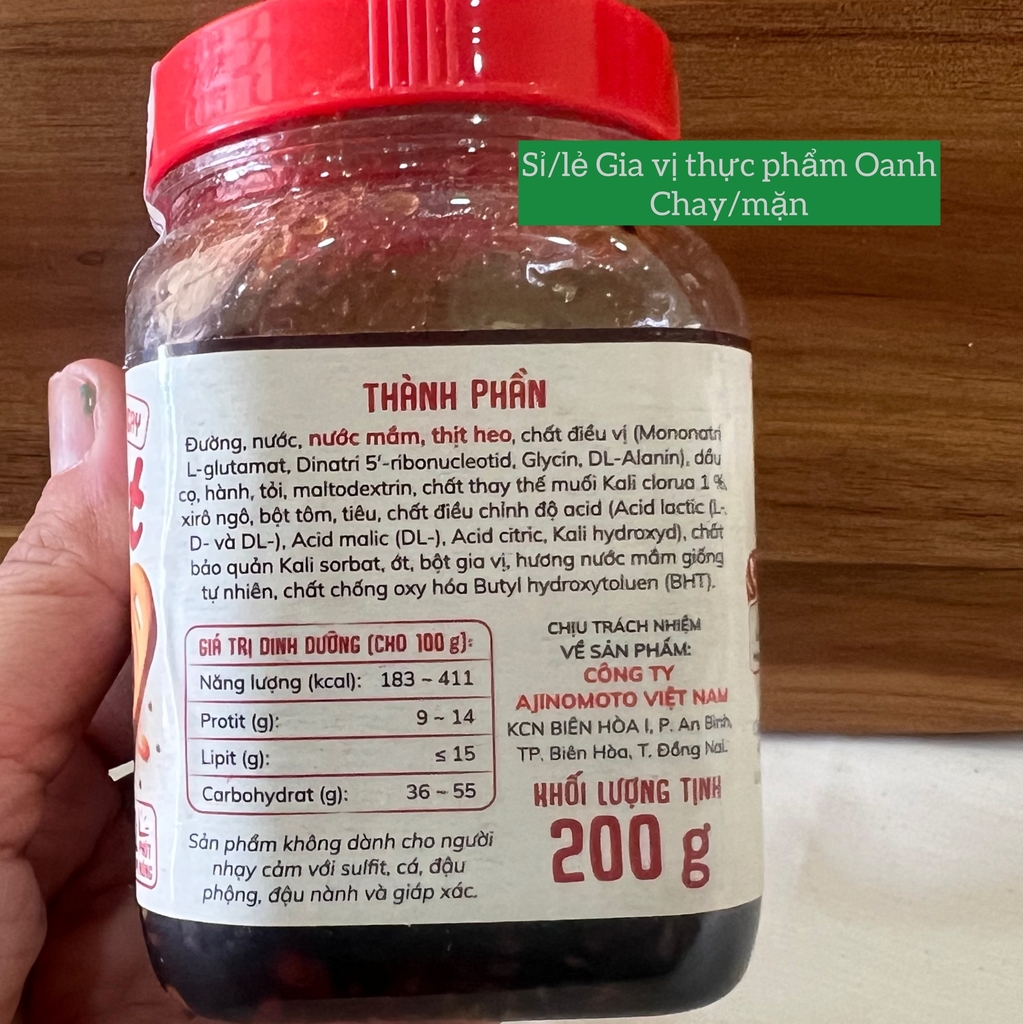 Sỉ/lẻ Gia vị thực phẩm Oanh
Chay/mặn
THÀNH PHẦN
Đường, nước, nước mắm, thịt heo, chất điều vị (Mononatri
L-glutamat, Dinatri 5'-ribonucleotid, Glycin, DL-Alanin), dầu
cọ, hành, tỏi, maltodextrin, chất thay thế muối Kali clorua 1 %,
xirô ngô, bột tôm, tiêu, chất điều chỉnh độ acid (Acid lactic (L-,
D- và DL-), Acid malic (DL-), Acid citric, Kali hydroxyd), chất
bảo quản Kali sorbat, ớt, bột gia vị, hương nước mắm giống
tự nhiên, chất chống oxy hóa Butyl hydroxytoluen (BHT).
GIÁ TRỊ DINH DƯỠNG (CHO 100 g):
Năng lượng (kcal): 183 ~ 411
Protit (g): 9 ~ 14
Lipit (g): ≤ 15
Carbohydrat (g): 36 ~ 55
Sản phẩm không dành cho người
nhạy cảm với sulfit, cá, đậu
phộng, đậu nành và giáp xác.
CHỊU TRÁCH NHIỆM
VỀ SẢN PHẨM:
CÔNG TY
AJINOMOTO VIỆT NAM
KCN BIÊN HÒA I, P. An Bình,
TP. Biên Hòa, T. Đồng Nai.
KHỐI LƯỢNG TỊNH
200 g